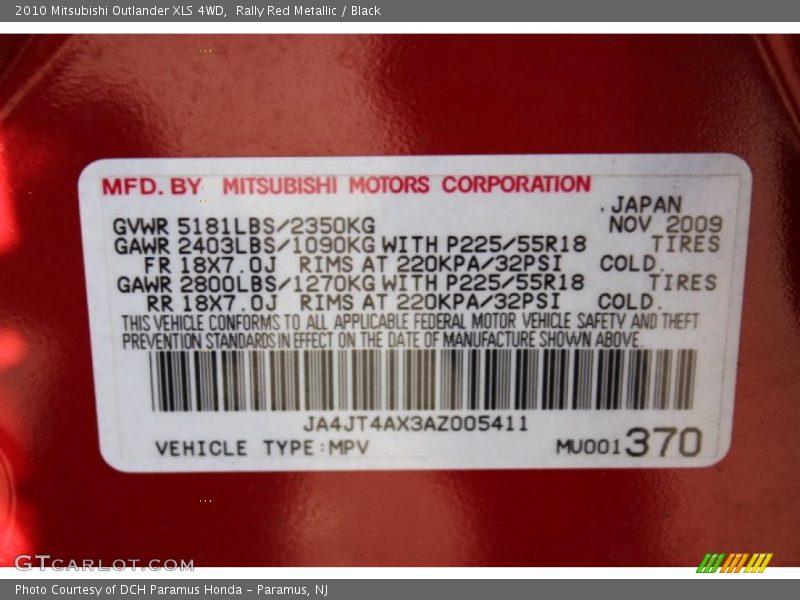 2010 Mitsubishi Outlander XLS 4WD,  Rally Red Metallic / Black
MFD. BY MITSUBISHI MOTORS CORPORATION
.JAPAN
GVWR 5181LBS/2350KG NOV 2009
GAWR 2403LBS/1090KG WITH P225/55R18 TIRES
FR 18X7.0J RIMS AT 220KPA/32PSI COLD.
GAWR 2800LBS/1270KG WITH P225/55R18 TIRES
RR 18X7.0J RIMS AT 220KPA/32PSI COLD.
THIS VEHICLE CONFORMS TO ALL APPLICABLE FEDERAL MOTOR VEHICLE SAFETY AND THEFT
PREVENTION STANDARDS IN EFFECT ON THE DATE OF MANUFACTURE SHOWN ABOVE.
JA4JT4AX3AZ005411
VEHICLE TYPE:MPV MU001370
GTCARLOT.COM
Photo Courtesy of DCH Paramus Honda - Paramus, NJ